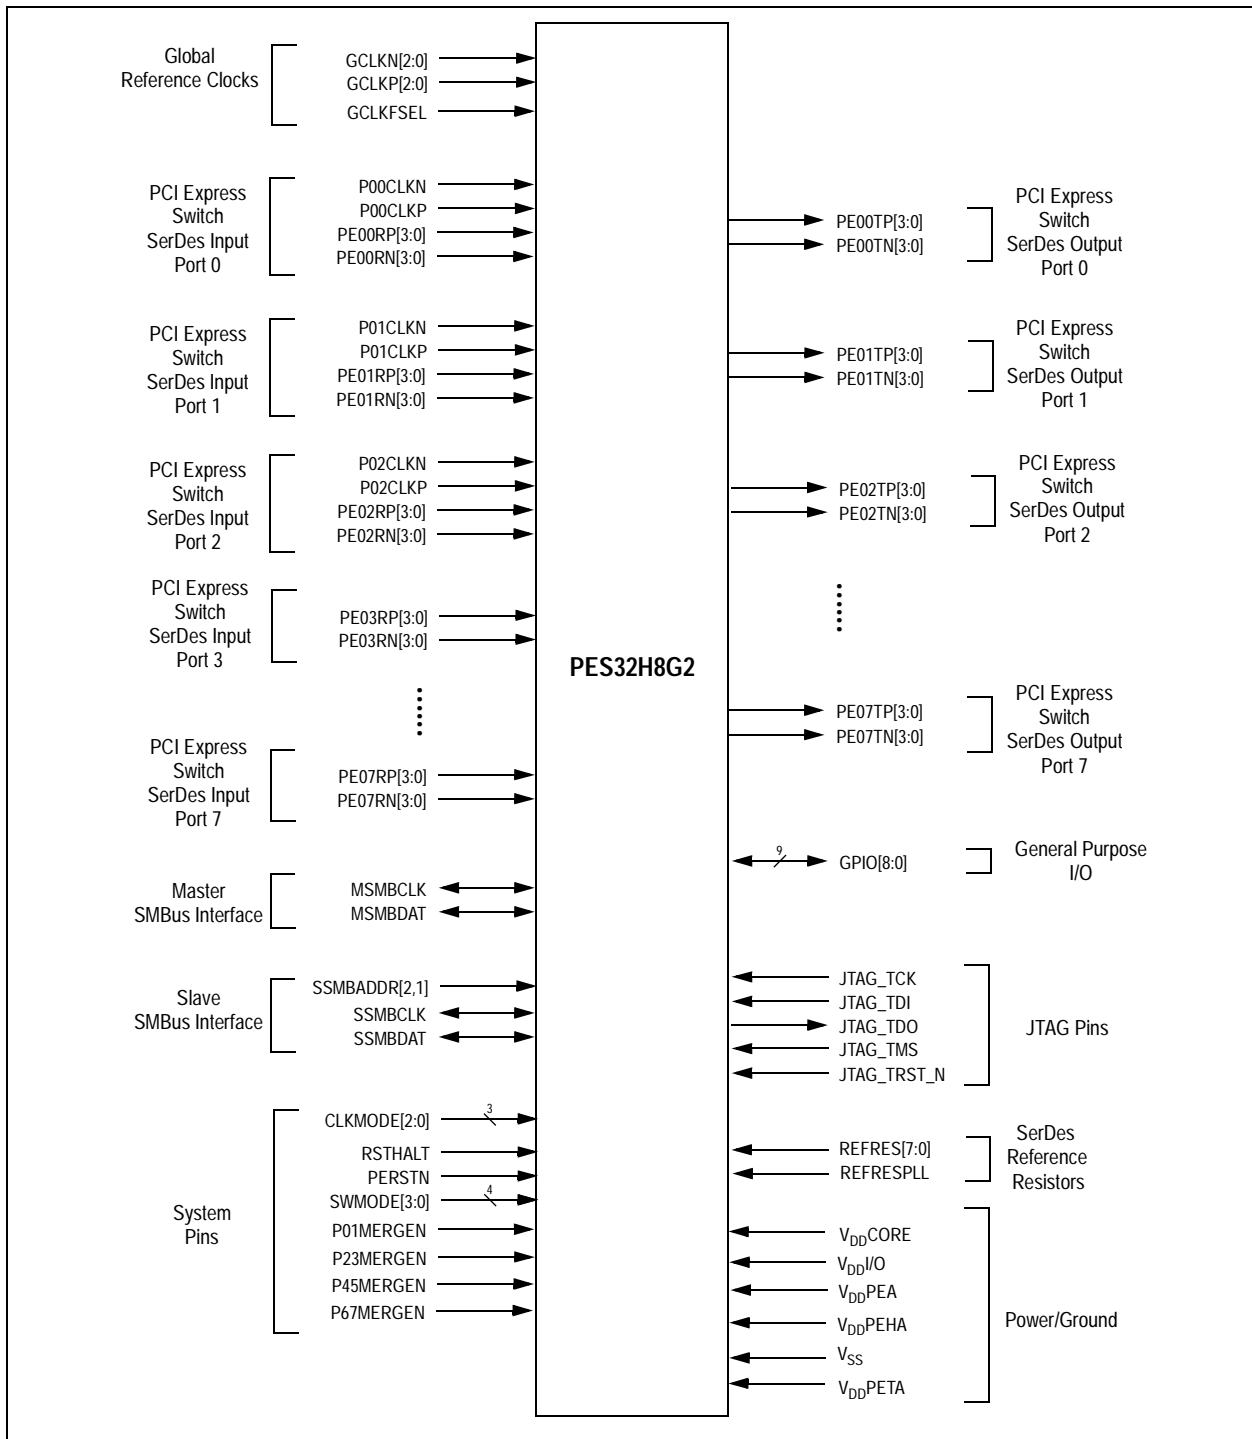 Global
Reference Clocks
GCLKN[2:0]
GCLKP[2:0]
GCLKFSEL
PCI Express
Switch
SerDes Input
Port 0
P00CLKN
P00CLKP
PE00RP[3:0]
PE00RN[3:0]
PCI Express
Switch
SerDes Input
Port 1
P01CLKN
P01CLKP
PE01RP[3:0]
PE01RN[3:0]
PCI Express
Switch
SerDes Input
Port 2
P02CLKN
P02CLKP
PE02RP[3:0]
PE02RN[3:0]
PCI Express
Switch
SerDes Input
Port 3
PE03RP[3:0]
PE03RN[3:0]
PCI Express
Switch
SerDes Input
Port 7
PE07RP[3:0]
PE07RN[3:0]
Master
SMBus Interface
MSMBCLK
MSMBDAT
Slave
SMBus Interface
SSMBADDR[2,1]
SSMBCLK
SSMBDAT
System
Pins
CLKMODE[2:0]
3
RSTHALT
PERSTN
SWMODE[3:0]
4
P01MERGEN
P23MERGEN
P45MERGEN
P67MERGEN
PES32H8G2
PE00TP[3:0]
PE00TN[3:0]
PCI Express
Switch
SerDes Output
Port 0
PE01TP[3:0]
PE01TN[3:0]
PCI Express
Switch
SerDes Output
Port 1
PE02TP[3:0]
PE02TN[3:0]
PCI Express
Switch
SerDes Output
Port 2
PE07TP[3:0]
PE07TN[3:0]
PCI Express
Switch
SerDes Output
Port 7
9
GPIO[8:0]
General Purpose
I/O
JTAG_TCK
JTAG_TDI
JTAG_TDO
JTAG_TMS
JTAG_TRST_N
JTAG Pins
REFRES[7:0]
REFRESPLL
SerDes
Reference
Resistors
VDDCORE
VDDI/O
VDDPEA
VDDPEHA
VSS
VDDPETA
Power/Ground